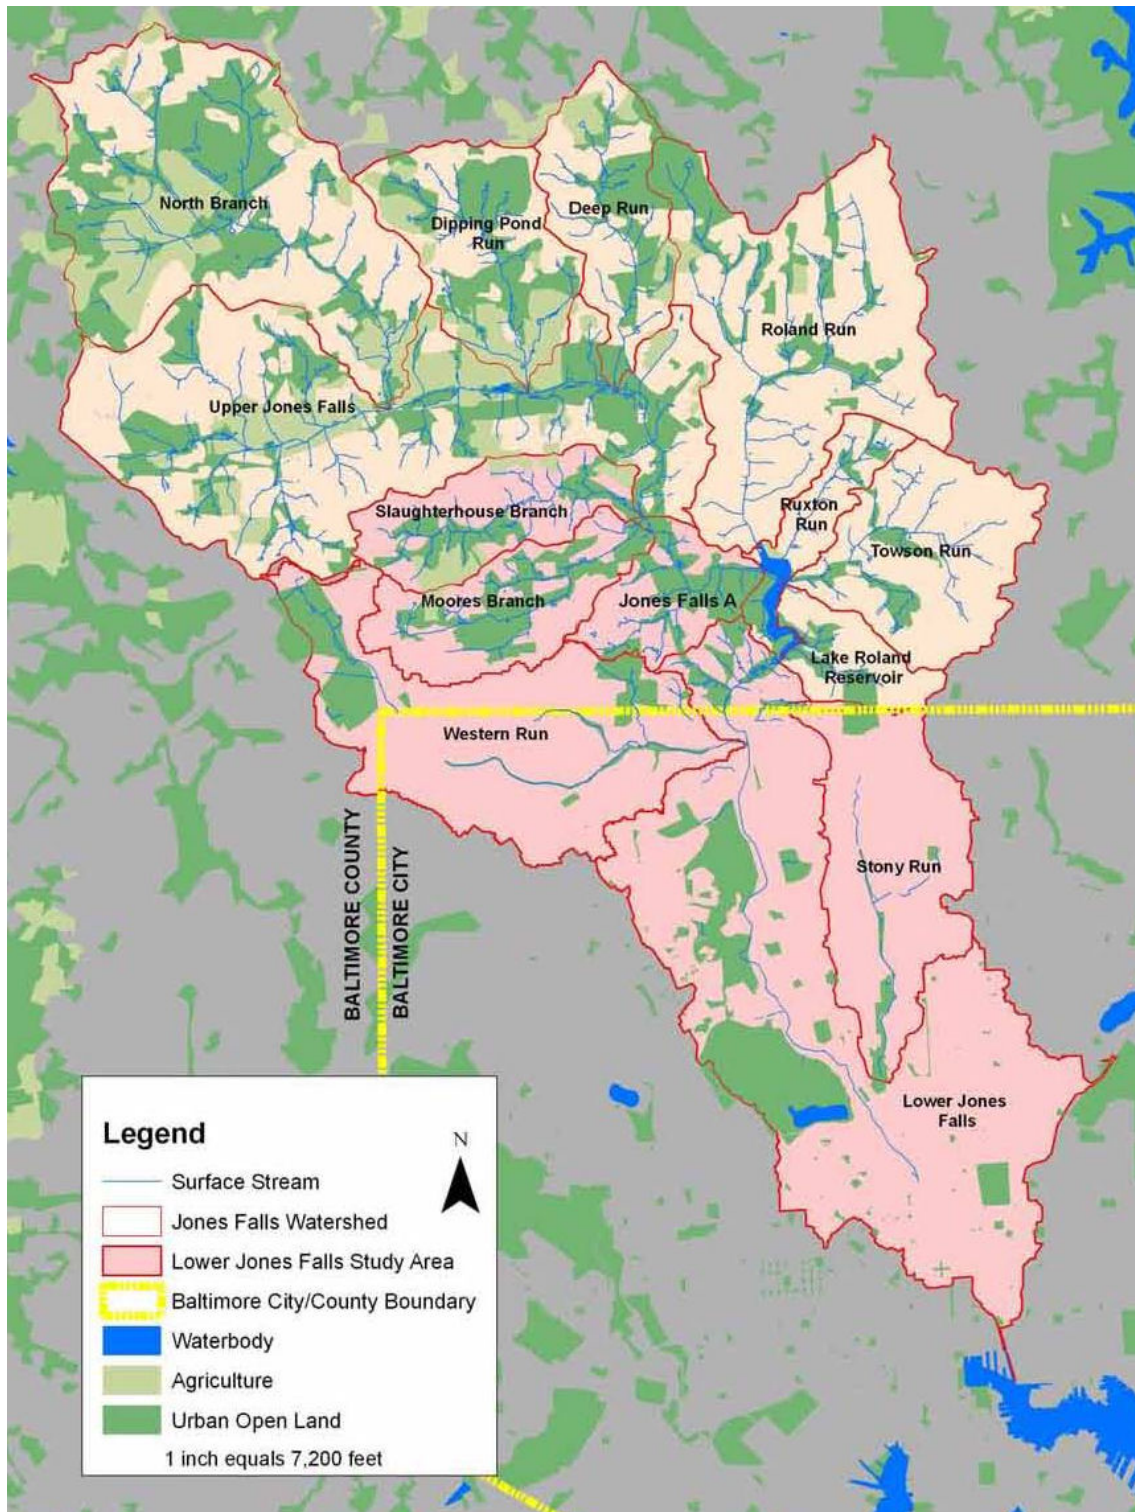 North Branch
Dipping Pond
Run
Deep Run
Roland Run
Upper Jones Falls
Slaughterhouse Branch
Ruxton
Run
Towson Run
Moores Branch
Jones Falls A
Lake Roland
Reservoir
Western Run
BALTIMORE COUNTY
BALTIMORE CITY
Stony Run
Lower Jones
Falls
Legend
N
Surface Stream
Jones Falls Watershed
Lower Jones Falls Study Area
Baltimore City/County Boundary
Waterbody
Agriculture
Urban Open Land
1 inch equals 7,200 feet